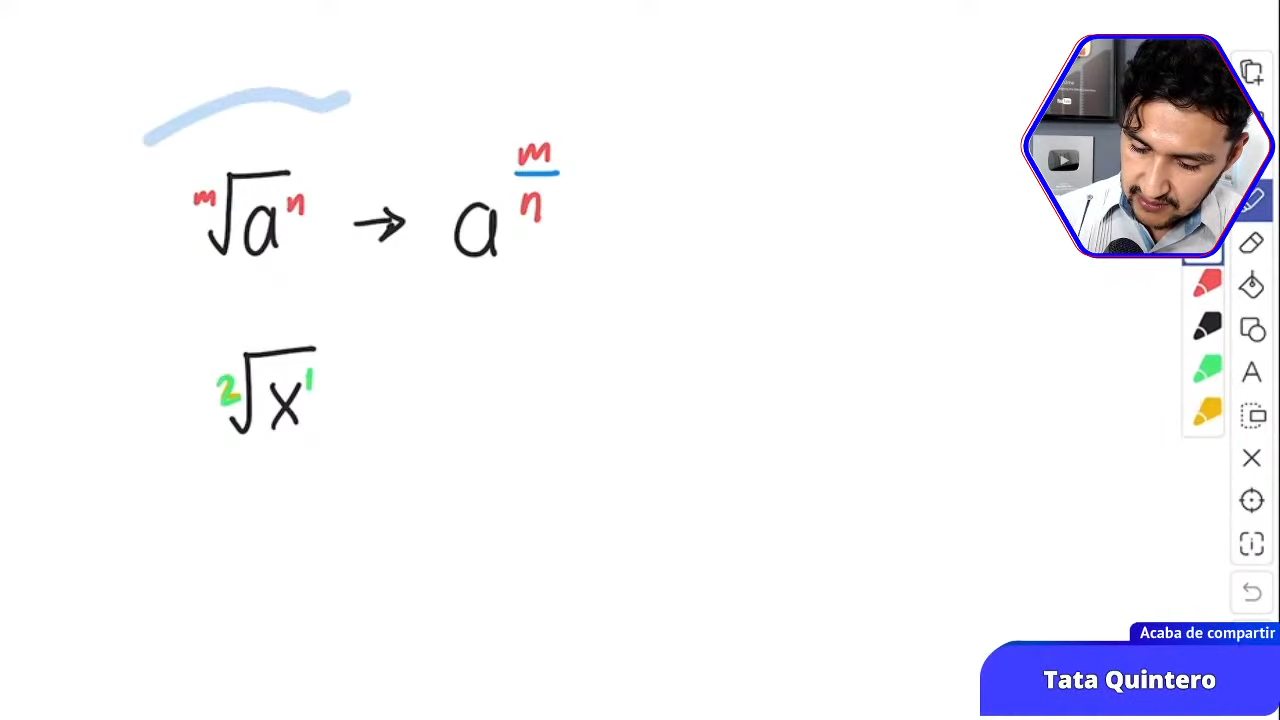 ᵐ√aⁿ → a^(m/n)
²√x¹
A
Acaba de compartir
Tata Quintero